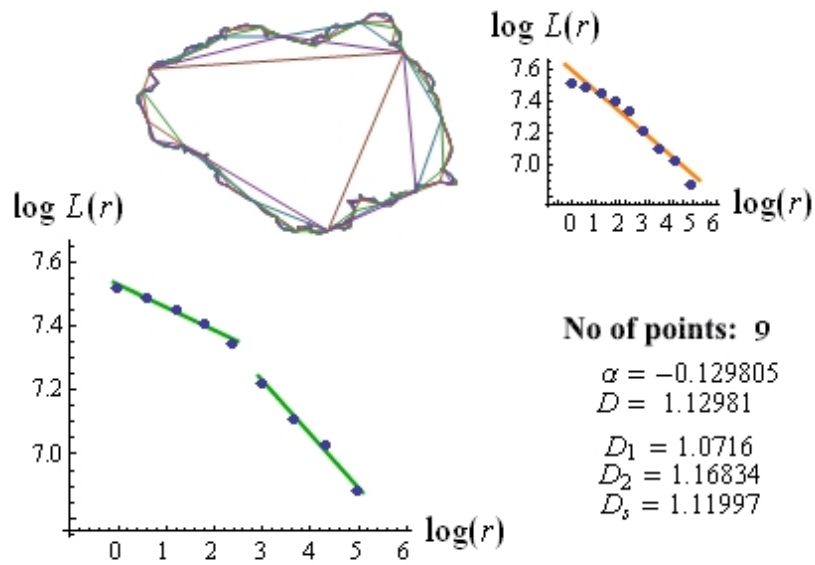 log L(r)
7.6
7.4
7.2
7.0
0 1 2 3 4 5 6
log(r)
log L(r)
7.6
7.4
7.2
7.0
0 1 2 3 4 5 6
log(r)
No of points: 9
α = −0.129805
D = 1.12981
D₁ = 1.0716
D₂ = 1.16834
Dₛ = 1.11997